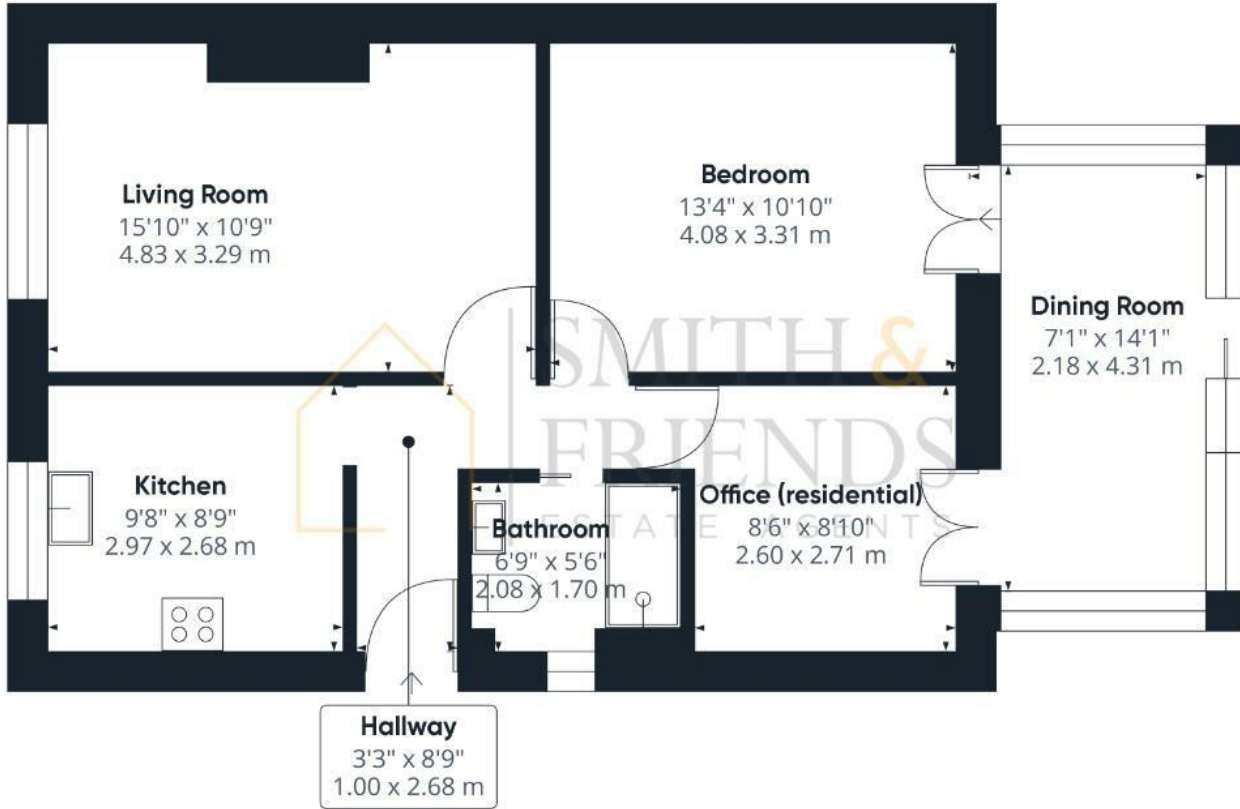 Living Room
15'10" x 10'9"
4.83 x 3.29 m
Bedroom
13'4" x 10'10"
4.08 x 3.31 m
Dining Room
7'1" x 14'1"
2.18 x 4.31 m
SMITH &
FRIENDS
ESTATE AGENTS
Kitchen
9'8" x 8'9"
2.97 x 2.68 m
Bathroom
6'9" x 5'6"
2.08 x 1.70 m
Office (residential)
8'6" x 8'10"
2.60 x 2.71 m
Hallway
3'3" x 8'9"
1.00 x 2.68 m